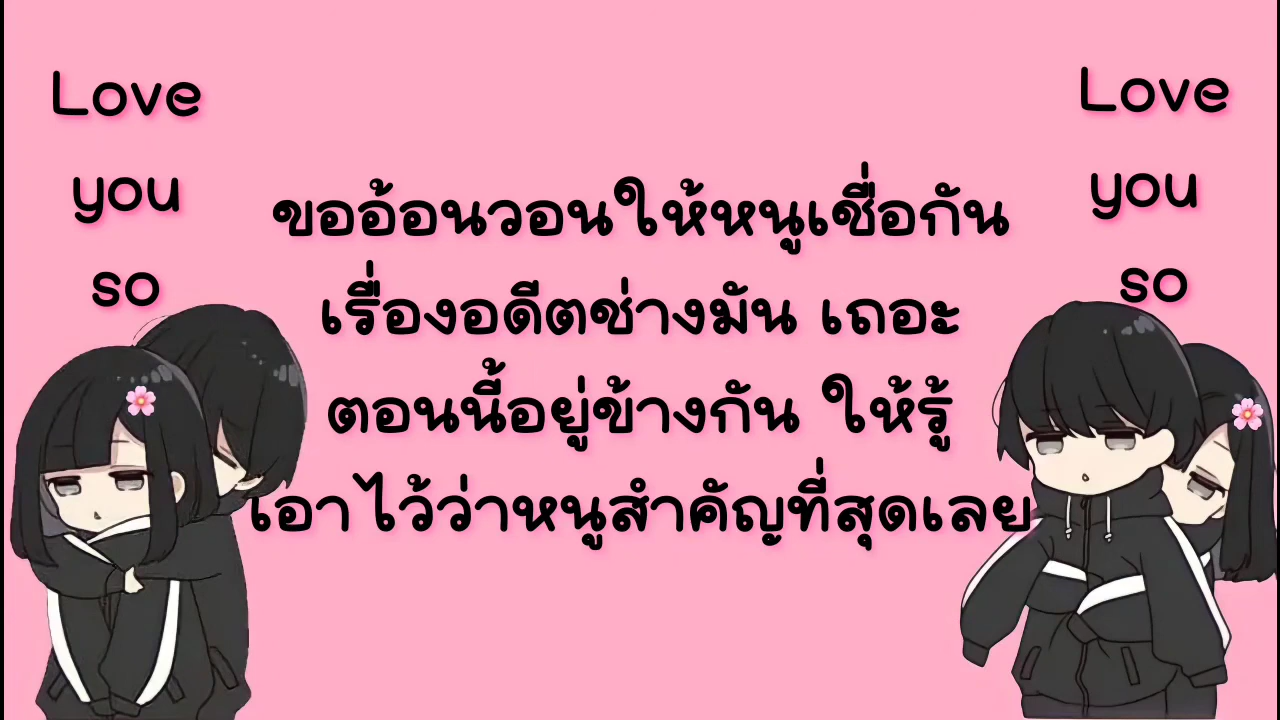 Love
you
so
ขออ้อนวอนให้หนูเชื่อกัน
เรื่องอดีตช่างมัน เถอะ
ตอนนี้อยู่ข้างกัน ให้รู้
เอาไว้ว่าหนูสำคัญที่สุดเลย
Love
you
so